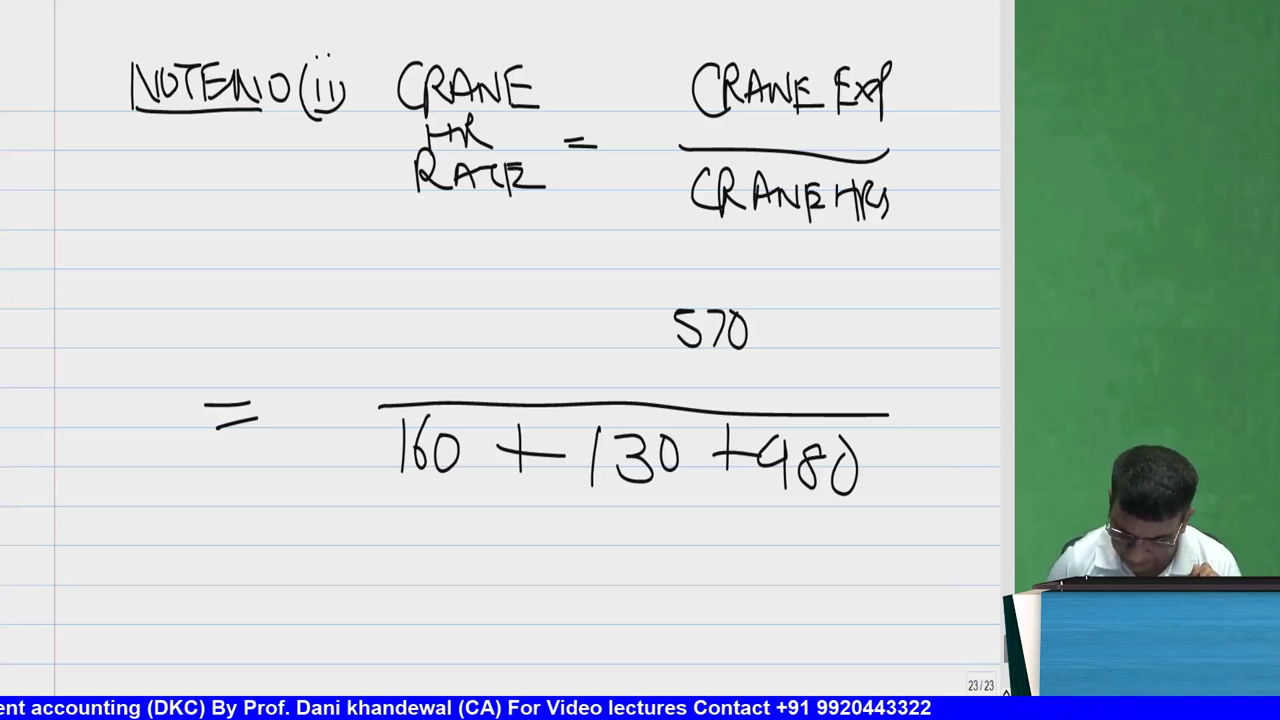 NOTE NO (ii) CRANE HR RATE = CRANE EXP / CRANE HRS
570
= 160 + 130 + 980
23/23
ent accounting (DKC) By Prof. Dani khandewal (CA) For Video lectures Contact +91 9920443322